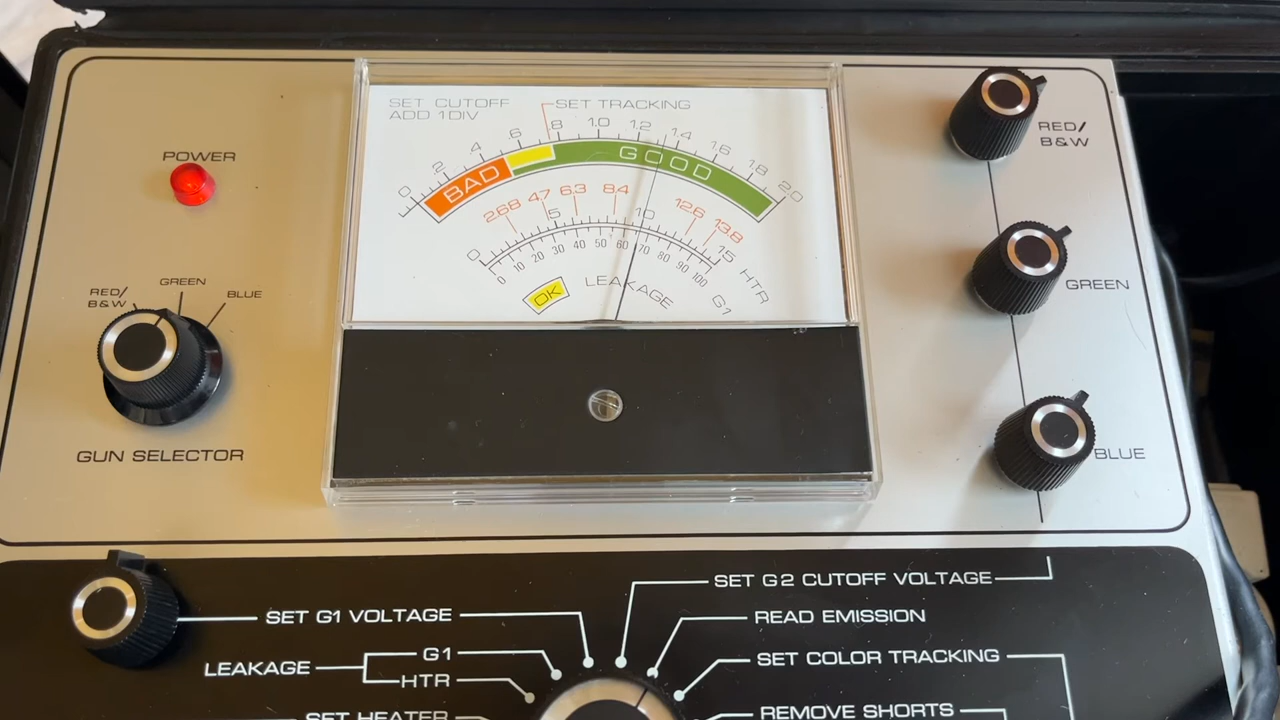 SET CUTOFF
ADD 1DIV
SET TRACKING
0 2 4 .6 .8 1.0 1.2 1.4 1.6 1.8 2.0
BAD GOOD
2.68 4.7 6.3 8.4 12.6 13.8
0 5 10 15 HTR
0 10 20 30 40 50 60 70 80 90 100 G1
OK LEAKAGE
POWER
RED/
B&W
GREEN
BLUE
GUN SELECTOR
RED/
B&W
GREEN
BLUE
SET G1 VOLTAGE
LEAKAGE
G1
HTR
SET HEATER
SET G2 CUTOFF VOLTAGE
READ EMISSION
SET COLOR TRACKING
REMOVE SHORTS